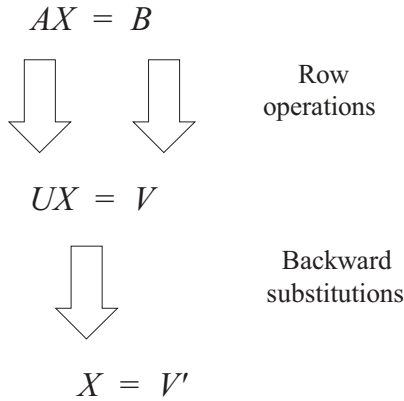 AX = B
Row
operations
UX = V
Backward
substitutions
X = V'